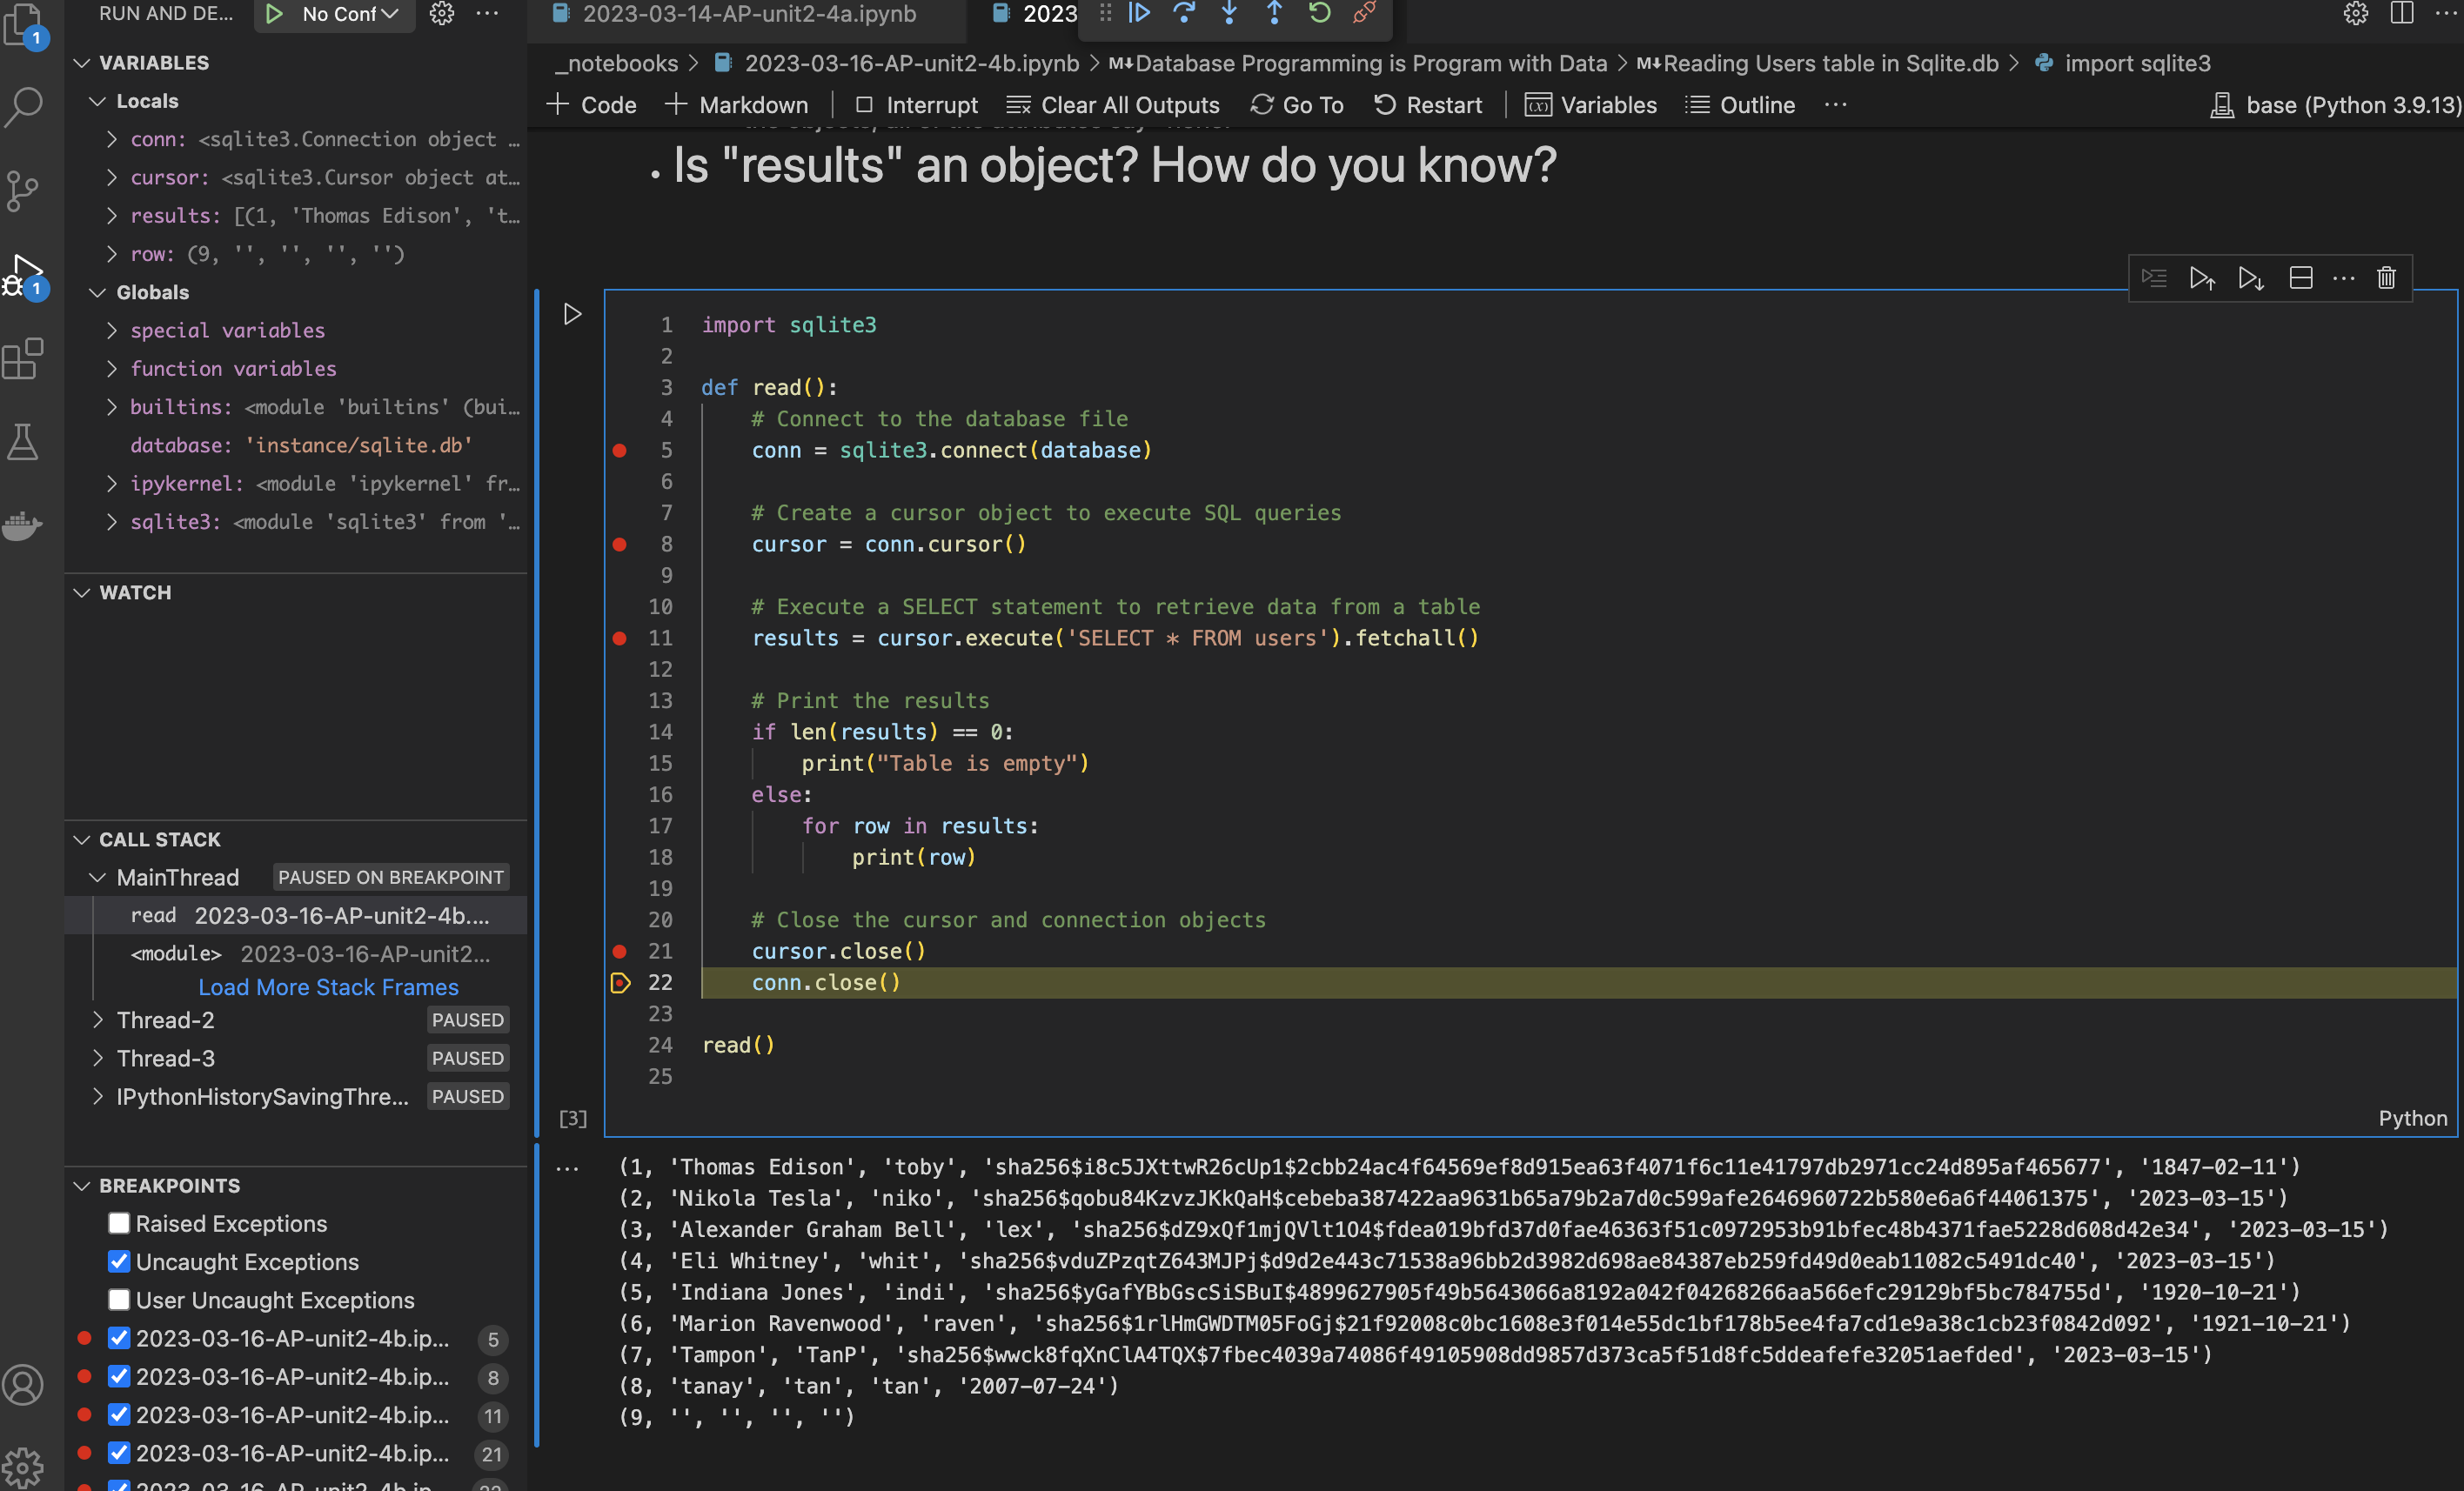 RUN AND DE... No Conf
2023-03-14-AP-unit2-4a.ipynb
2023
1
_notebooks > 2023-03-16-AP-unit2-4b.ipynb > M↓Database Programming is Program with Data > M↓Reading Users table in Sqlite.db > import sqlite3
+ Code + Markdown Interrupt Clear All Outputs Go To Restart Variables Outline ... base (Python 3.9.13)
VARIABLES
Locals
conn: <sqlite3.Connection object ...
cursor: <sqlite3.Cursor object at...
results: [(1, 'Thomas Edison', 't...
row: (9, '', '', '', '')
1
Globals
special variables
function variables
builtins: <module 'builtins' (bui...
database: 'instance/sqlite.db'
ipykernel: <module 'ipykernel' fr...
sqlite3: <module 'sqlite3' from '...
WATCH
CALL STACK
MainThread PAUSED ON BREAKPOINT
read 2023-03-16-AP-unit2-4b....
<module> 2023-03-16-AP-unit2...
Load More Stack Frames
Thread-2 PAUSED
Thread-3 PAUSED
IPythonHistorySavingThre... PAUSED
BREAKPOINTS
Raised Exceptions
Uncaught Exceptions
User Uncaught Exceptions
2023-03-16-AP-unit2-4b.ip... 5
2023-03-16-AP-unit2-4b.ip... 8
2023-03-16-AP-unit2-4b.ip... 11
2023-03-16-AP-unit2-4b.ip... 21
2023-03-16-AP-unit2-4b.ip... 22
• Is "results" an object? How do you know?
1 import sqlite3
2
3 def read():
4 # Connect to the database file
5 conn = sqlite3.connect(database)
6
7 # Create a cursor object to execute SQL queries
8 cursor = conn.cursor()
9
10 # Execute a SELECT statement to retrieve data from a table
11 results = cursor.execute('SELECT * FROM users').fetchall()
12
13 # Print the results
14 if len(results) == 0:
15 print("Table is empty")
16 else:
17 for row in results:
18 print(row)
19
20 # Close the cursor and connection objects
21 cursor.close()
22 conn.close()
23
24 read()
25
[3] Python
(1, 'Thomas Edison', 'toby', 'sha256$i8c5JXttwR26cUp1$2cbb24ac4f64569ef8d915ea63f4071f6c11e41797db2971cc24d895af465677', '1847-02-11')
(2, 'Nikola Tesla', 'niko', 'sha256$qobu84KzvzJKkQaH$cebeba387422aa9631b65a79b2a7d0c599afe2646960722b580e6a6f44061375', '2023-03-15')
(3, 'Alexander Graham Bell', 'lex', 'sha256$dZ9xQf1mjQVlt1O4$fdea019bfd37d0fae46363f51c0972953b91bfec48b4371fae5228d608d42e34', '2023-03-15')
(4, 'Eli Whitney', 'whit', 'sha256$vduZPzqtZ643MJPj$d9d2e443c71538a96bb2d3982d698ae84387eb259fd49d0eab11082c5491dc40', '2023-03-15')
(5, 'Indiana Jones', 'indi', 'sha256$yGafYBbGscSiSBuI$4899627905f49b5643066a8192a042f04268266aa566efc29129bf5bc784755d', '1920-10-21')
(6, 'Marion Ravenwood', 'raven', 'sha256$1rlHmGWDTM05FoGj$21f92008c0bc1608e3f014e55dc1bf178b5ee4fa7cd1e9a38c1cb23f0842d092', '1921-10-21')
(7, 'Tampon', 'TanP', 'sha256$wwck8fqXnClA4TQX$7fbec4039a74086f49105908dd9857d373ca5f51d8fc5ddeafefe32051aefded', '2023-03-15')
(8, 'tanay', 'tan', 'tan', '2007-07-24')
(9, '', '', '', '')